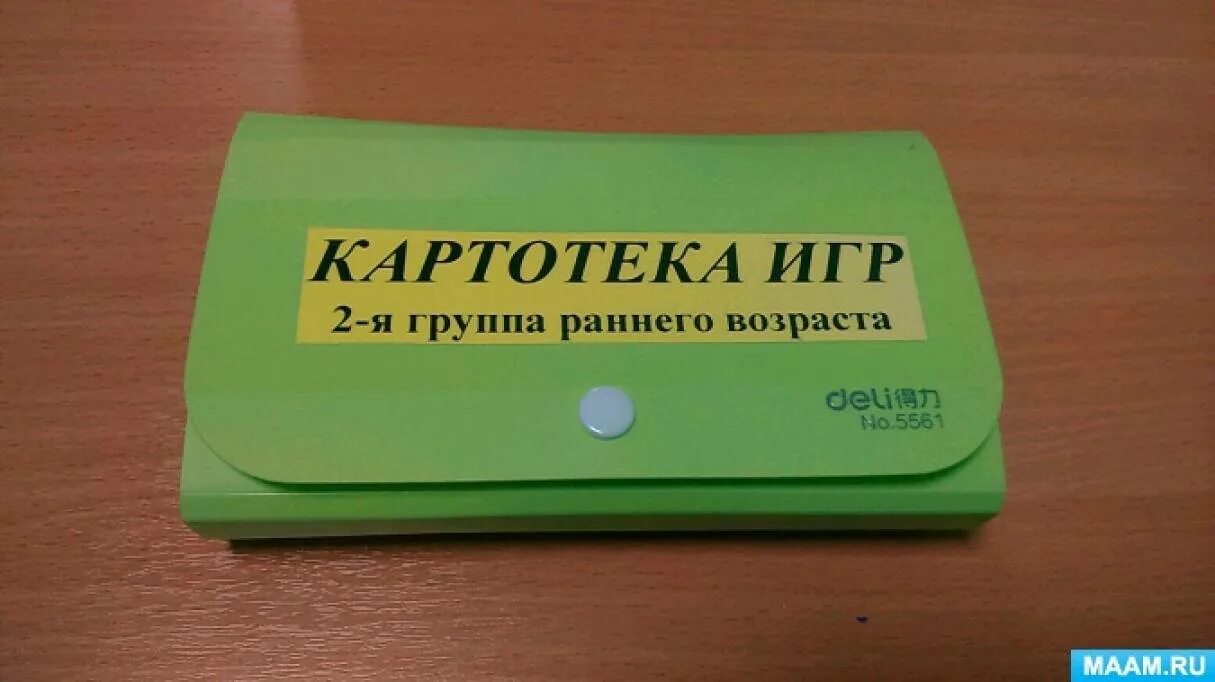 КАРТОТЕКА ИГР
2-я группа раннего возраста
deli得力
No.5561
MAAM.RU